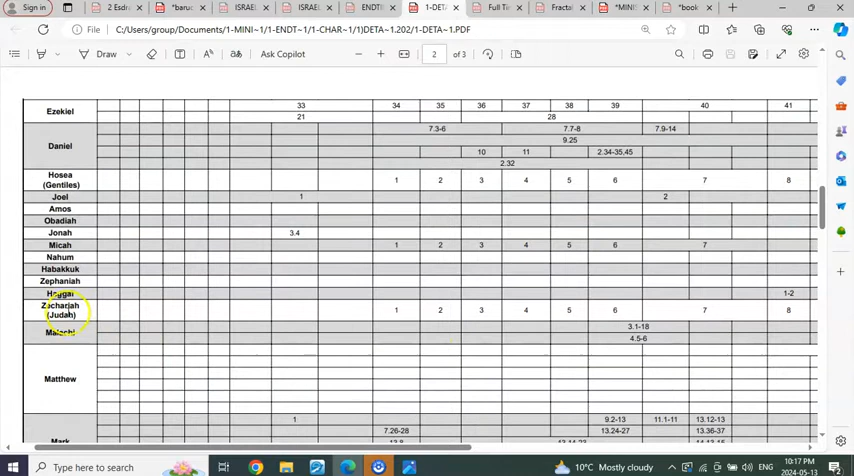 Sign in
2 Esdr
*baruc
ISRAEL
ISRAEL
ENDTI
1-DETA
Full Tir
Fractal
*MINIS
*book
File
C:/Users/group/Documents/1-MINI~1/1-ENDT~1/1-CHAR~1/1)DETA~1.202/1-DETA~1.PDF
Draw
Ask Copilot
2 of 3
Ezekiel 33 34 35 36 37 38 39 40 41
21 28
Daniel 7.3-6 7.7-8 7.9-14
9.25
10 11 2.34-35,45
2.32
Hosea
(Gentiles) 1 2 3 4 5 6 7 8
Joel 1 2
Amos
Obadiah
Jonah 3.4
Micah 1 2 3 4 5 6 7
Nahum
Habakkuk
Zephaniah
Haggai 1-2
Zachariah
(Judah) 1 2 3 4 5 6 7 8
Malachi 3.1-18
4.5-6
Matthew
Mark 1 9.2-13 11.1-11 13.12-13
7.26-28 13.24-27 13.36-37
Type here to search
10°C Mostly cloudy
ENG
10:17 PM
2024-05-13